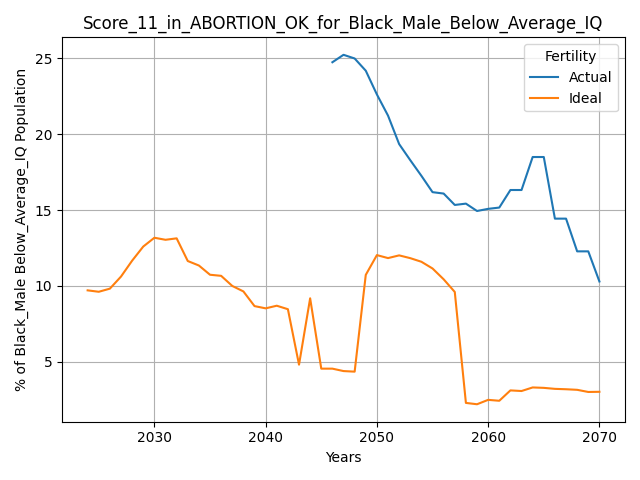 Score_11_in_ABORTION_OK_for_Black_Male_Below_Average_IQ
% of Black_Male Below_Average_IQ Population
25
20
15
10
5
Fertility
Actual
Ideal
2030
2040
2050
2060
2070
Years